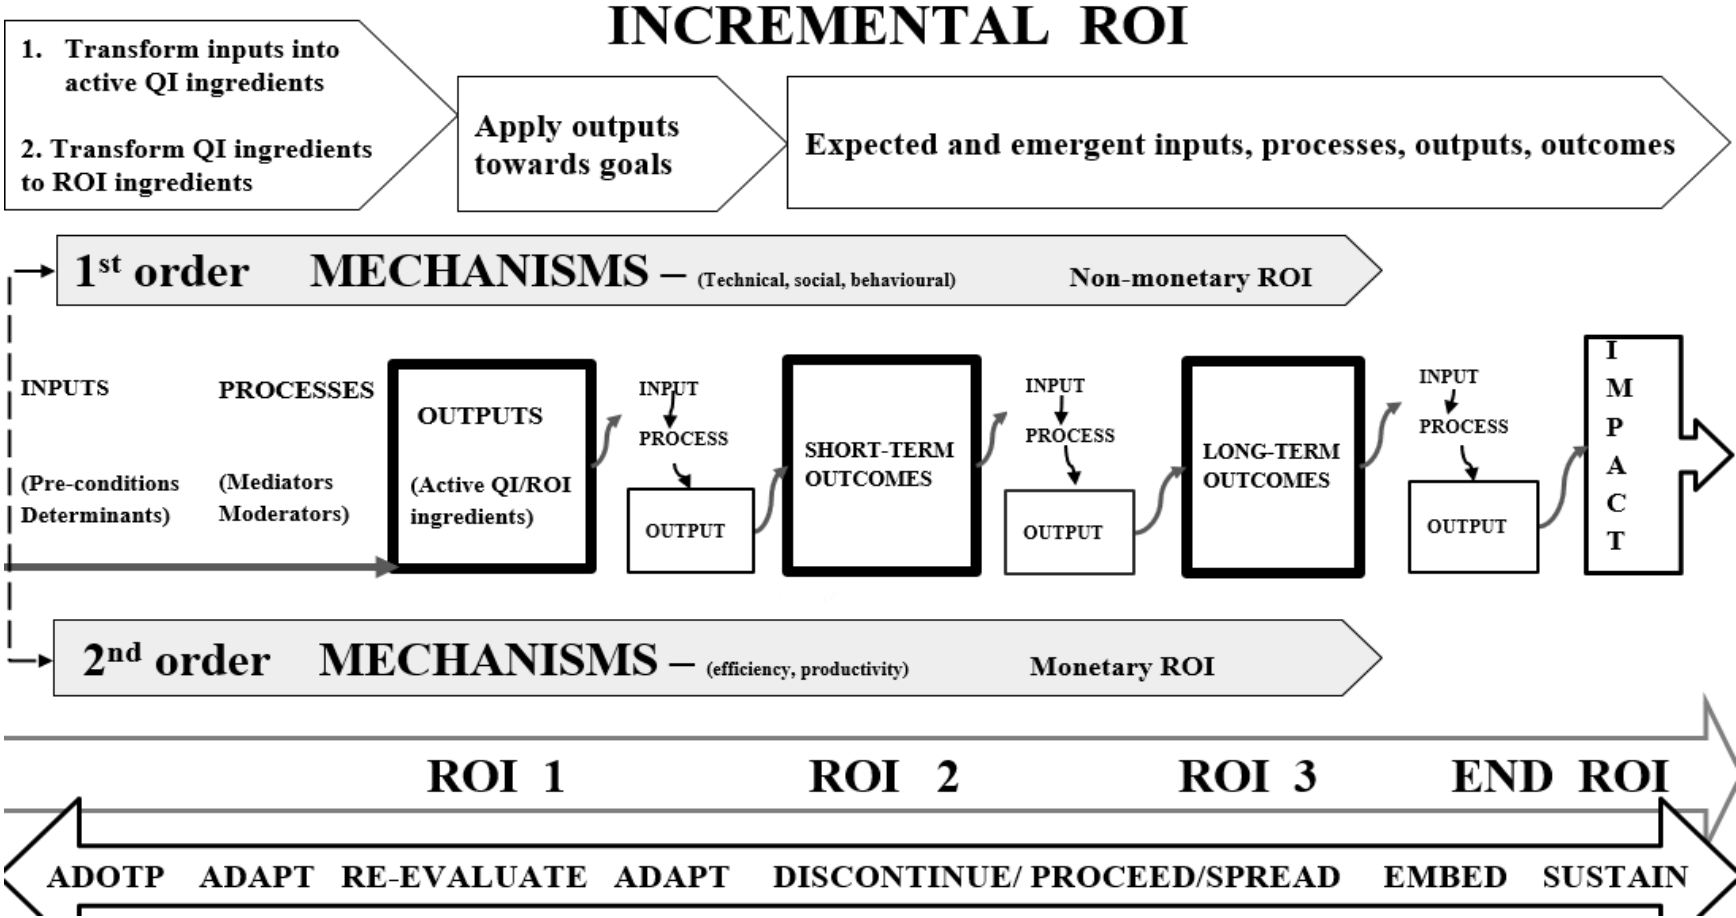 INCREMENTAL ROI
1. Transform inputs into
active QI ingredients
2. Transform QI ingredients
to ROI ingredients
Apply outputs
towards goals
Expected and emergent inputs, processes, outputs, outcomes
1st order MECHANISMS – (Technical, social, behavioural) Non-monetary ROI
INPUTS
(Pre-conditions
Determinants)
PROCESSES
(Mediators
Moderators)
OUTPUTS
(Active QI/ROI
ingredients)
INPUT
PROCESS
OUTPUT
SHORT-TERM
OUTCOMES
INPUT
PROCESS
OUTPUT
LONG-TERM
OUTCOMES
INPUT
PROCESS
OUTPUT
I
M
P
A
C
T
2nd order MECHANISMS – (efficiency, productivity) Monetary ROI
ROI 1 ROI 2 ROI 3 END ROI
ADOTP ADAPT RE-EVALUATE ADAPT DISCONTINUE/ PROCEED/SPREAD EMBED SUSTAIN